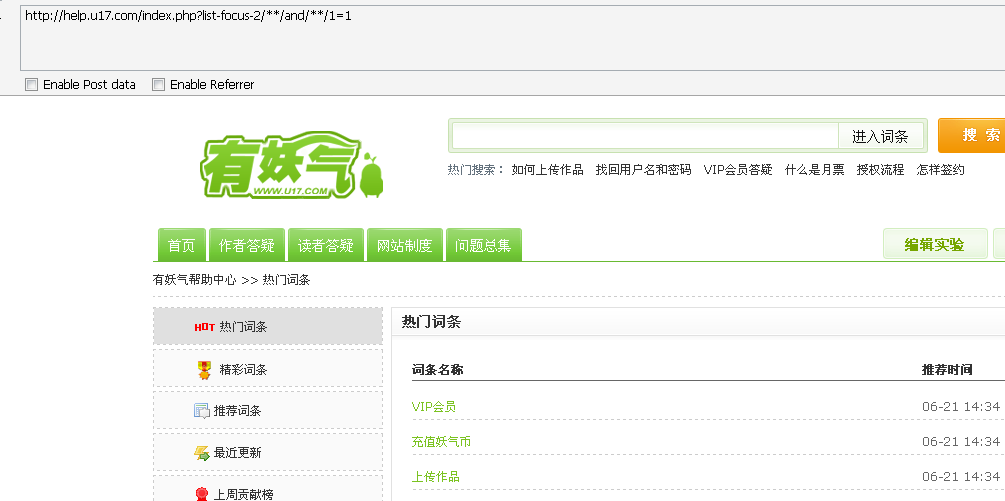 http://help.u17.com/index.php?list-focus-2/**/and/**/1=1
Enable Post data Enable Referrer
有妖气
WWW.U17.COM
进入词条 搜 索
热门搜索： 如何上传作品 找回用户名和密码 VIP会员答疑 什么是月票 授权流程 怎样签约
首页 作者答疑 读者答疑 网站制度 问题总集 编辑实验
有妖气帮助中心 >> 热门词条
HOT 热门词条
精彩词条
推荐词条
最近更新
上周贡献榜
热门词条
词条名称 推荐时间
VIP会员 06-21 14:34
充值妖气币 06-21 14:34
上传作品 06-21 14:34